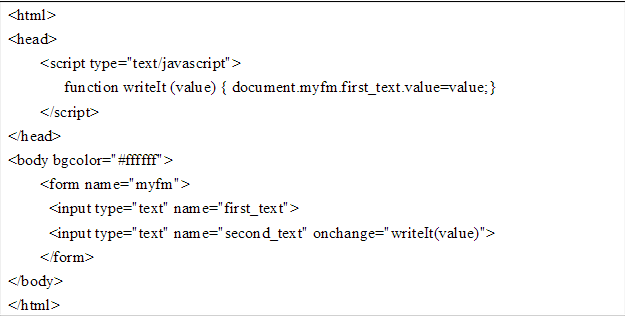 <html>
<head>
<script type="text/javascript">
function writeIt (value) { document.myfm.first_text.value=value;}
</script>
</head>
<body bgcolor="#ffffff">
<form name="myfm">
<input type="text" name="first_text">
<input type="text" name="second_text" onchange="writeIt(value)">
</form>
</body>
</html>